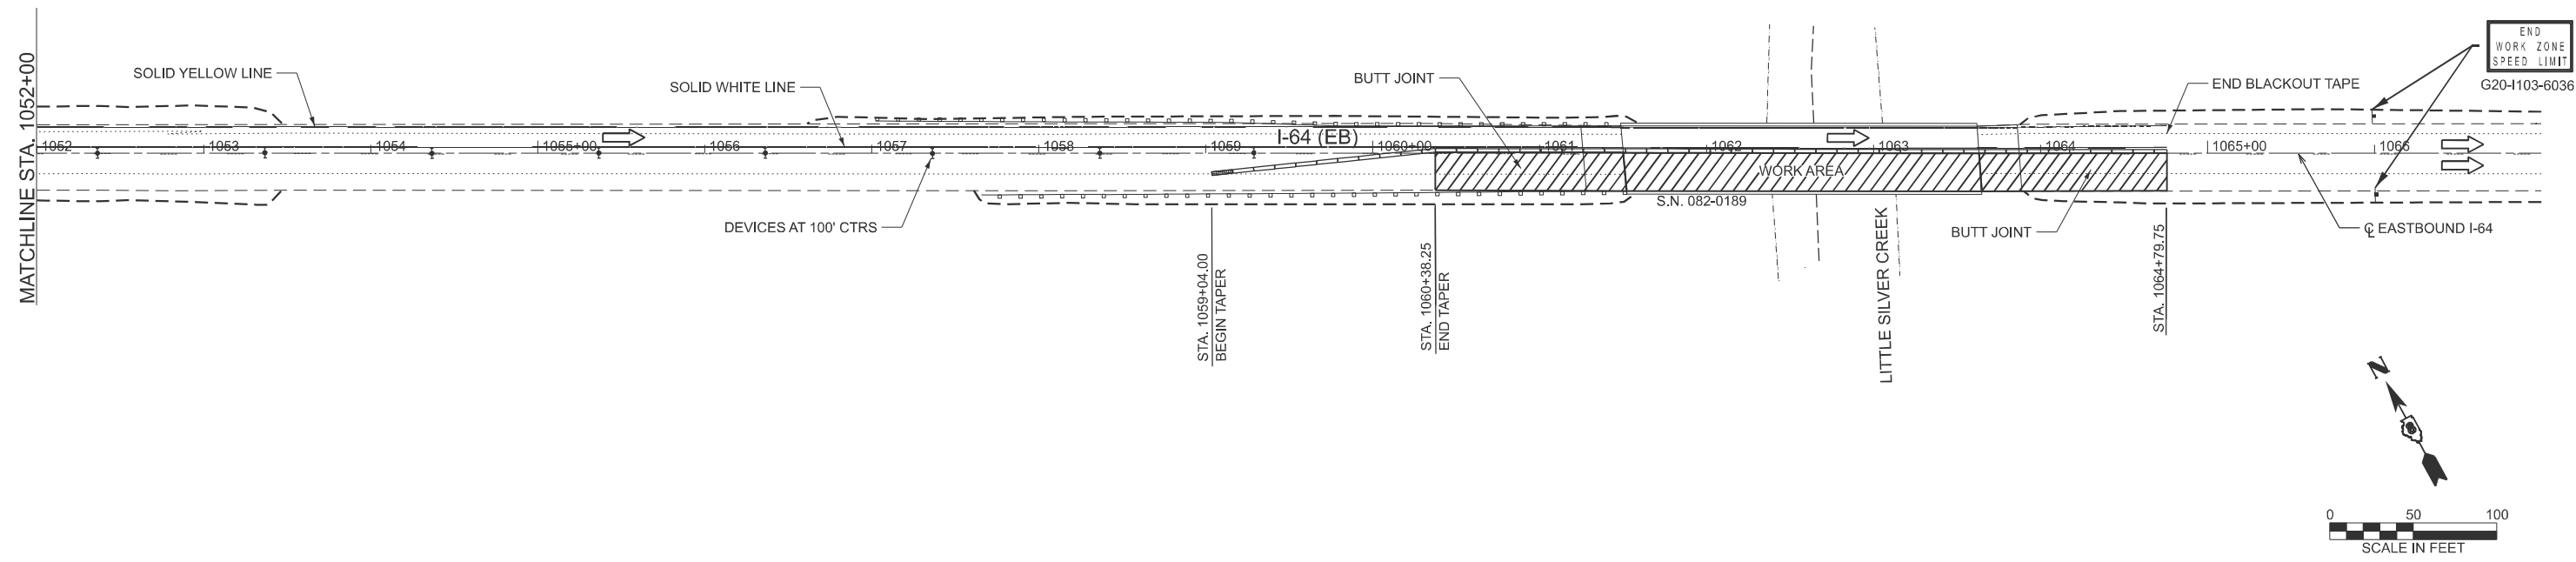 MATCHLINE STA. 1052+00
SOLID YELLOW LINE
SOLID WHITE LINE
BUTT JOINT
END BLACKOUT TAPE
END
WORK ZONE
SPEED LIMIT
G20-I103-6036
I-64 (EB)
1052
1053
1054
1055+00
1056
1057
1058
1059
1060+00
1061
1062
1063
1064
1065+00
1066
WORK AREA
S.N. 082-0189
DEVICES AT 100' CTRS
BUTT JOINT
℄ EASTBOUND I-64
STA. 1059+04.00
BEGIN TAPER
STA. 1060+38.25
END TAPER
LITTLE SILVER CREEK
STA. 1064+79.75
N
0 50 100
SCALE IN FEET